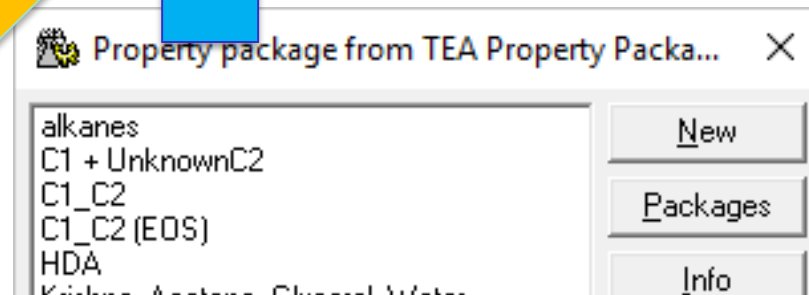 Property package from TEA Property Packa...
alkanes
C1 + UnknownC2
C1_C2
C1_C2 (EOS)
HDA
New
Packages
Info